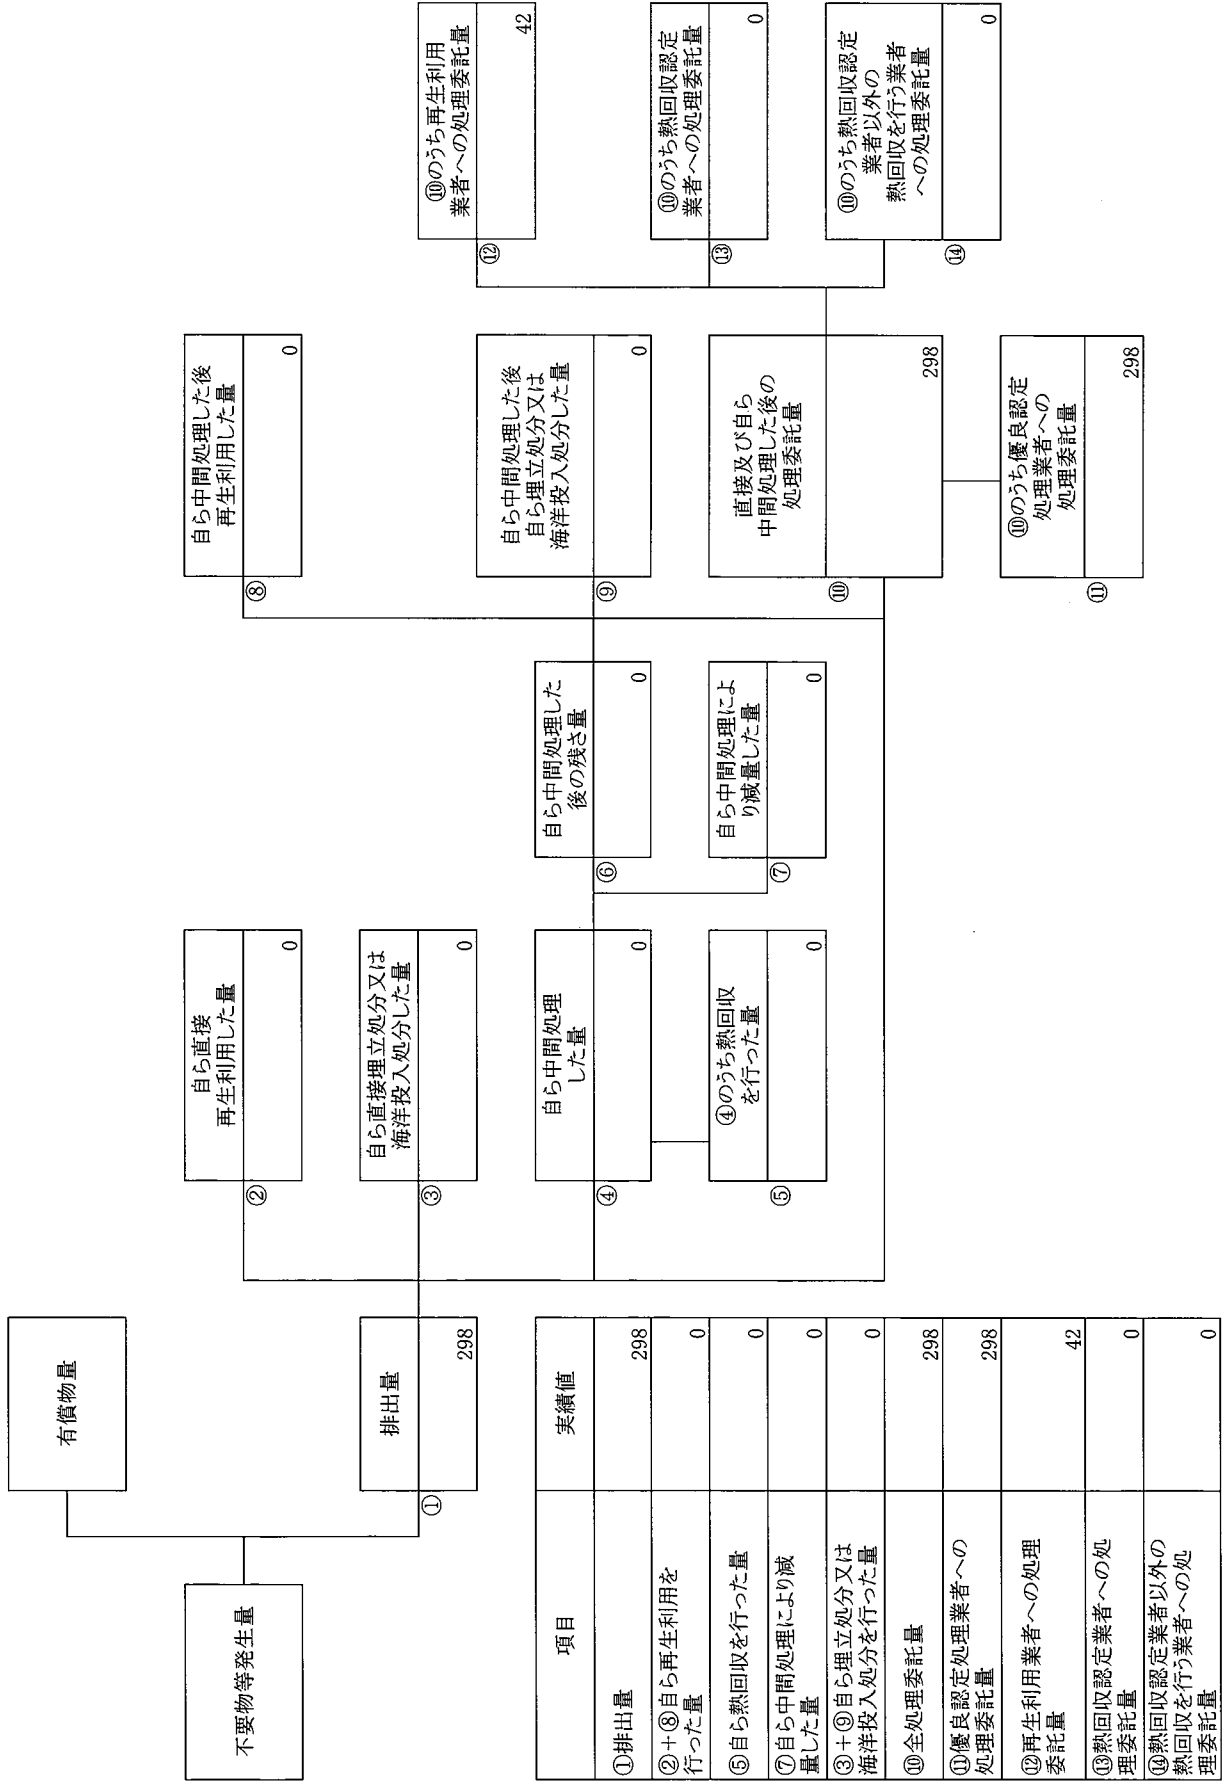 不要物等発生量
有償物量
排出量
①
298
自ら直接
再生利用した量
②
0
自ら直接埋立処分又は
海洋投入処分した量
③
0
自ら中間処理
した量
④
0
④のうち熱回収
を行った量
⑤
0
自ら中間処理した
後の残さ量
⑥
0
自ら中間処理によ
り減量した量
⑦
0
自ら中間処理した後
再生利用した量
⑧
0
自ら中間処理した後
自ら埋立処分又は
海洋投入処分した量
⑨
0
直接及び自ら
中間処理した後の
処理委託量
⑩
298
⑩のうち優良認定
処理業者への
処理委託量
⑪
298
⑩のうち再生利用
業者への処理委託量
⑫
42
⑩のうち熱回収認定
業者への処理委託量
⑬
0
⑩のうち熱回収認定
業者以外の
熱回収を行う業者
への処理委託量
⑭
0
項目 実績値
①排出量 298
②+⑧自ら再生利用を
行った量 0
⑤自ら熱回収を行った量 0
⑦自ら中間処理により減
量した量 0
③+⑨自ら埋立処分又は
海洋投入処分を行った量 0
⑩全処理委託量 298
⑪優良認定処理業者への
処理委託量 298
⑫再生利用業者への処理
委託量 42
⑬熱回収認定業者への処
理委託量 0
⑭熱回収認定業者以外の
熱回収を行う業者への処
理委託量 0